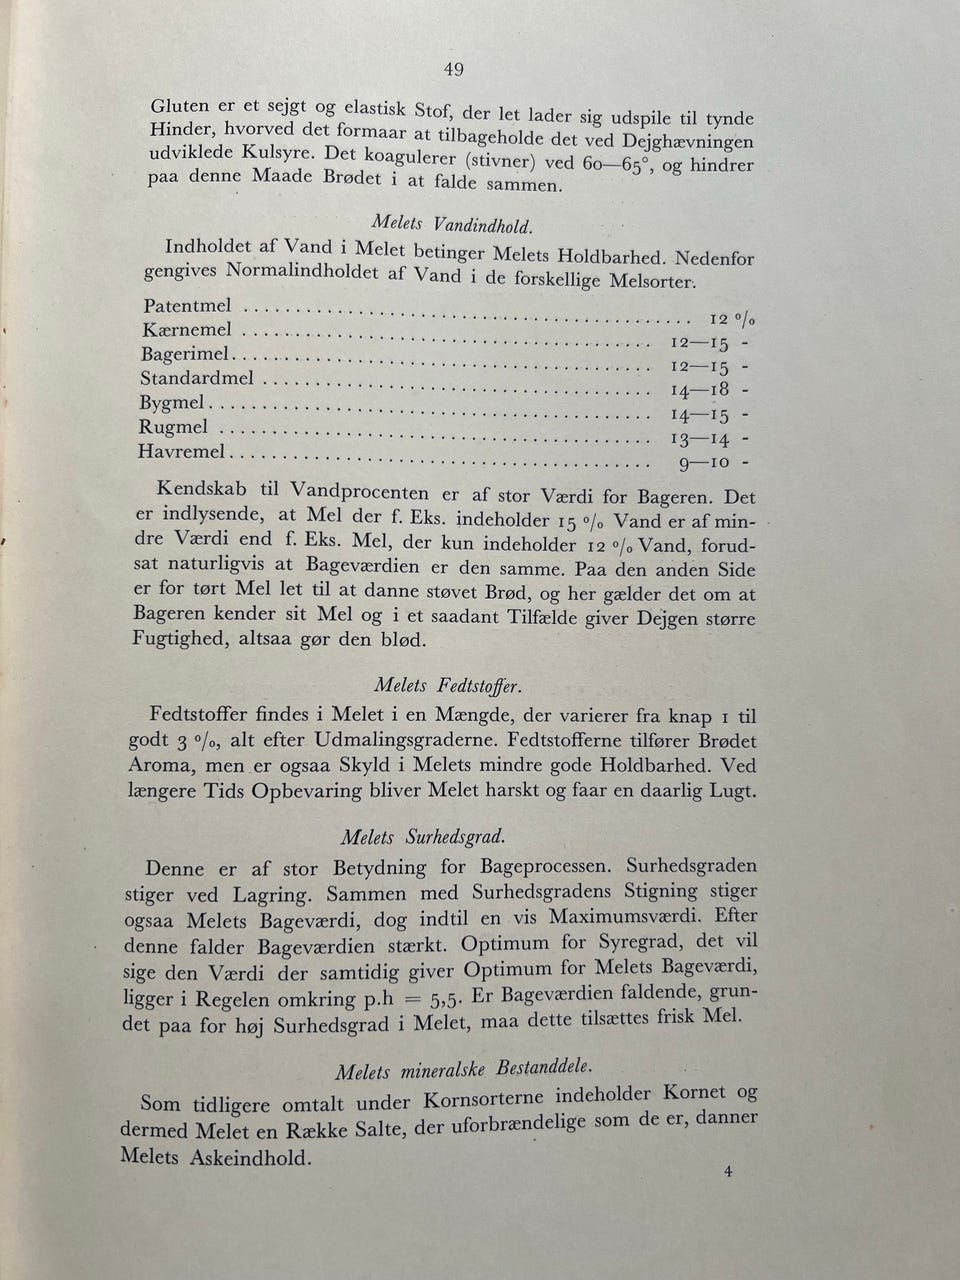 49
Gluten er et sejgt og elastisk Stof, der let lader sig udspile til tynde
Hinder, hvorved det formaar at tilbageholde det ved Dejghævningen
udviklede Kulsyre. Det koagulerer (stivner) ved 60—65°, og hindrer
paa denne Maade Brødet i at falde sammen.
Melets Vandindhold.
Indholdet af Vand i Melet betinger Melets Holdbarhed. Nedenfor
gengives Normalindholdet af Vand i de forskellige Melsorter.
Patentmel ........................................ 12 %
Kærnemel ........................................ 12—15 -
Bagerimel ........................................ 12—15 -
Standardmel ........................................ 14—18 -
Bygmel ........................................ 14—15 -
Rugmel ........................................ 13—14 -
Havremel ........................................ 9—10 -
Kendskab til Vandprocenten er af stor Værdi for Bageren. Det
er indlysende, at Mel der f. Eks. indeholder 15 % Vand er af min-
dre Værdi end f. Eks. Mel, der kun indeholder 12 % Vand, forud-
sat naturligvis at Bageværdien er den samme. Paa den anden Side
er for tørt Mel let til at danne støvet Brød, og her gælder det om at
Bageren kender sit Mel og i et saadant Tilfælde giver Dejgen større
Fugtighed, altsaa gør den blød.
Melets Fedtstoffer.
Fedtstoffer findes i Melet i en Mængde, der varierer fra knap 1 til
godt 3 %, alt efter Udmalingsgraderne. Fedtstofferne tilfører Brødet
Aroma, men er ogsaa Skyld i Melets mindre gode Holdbarhed. Ved
længere Tids Opbevaring bliver Melet harskt og faar en daarlig Lugt.
Melets Surhedsgrad.
Denne er af stor Betydning for Bageprocessen. Surhedsgraden
stiger ved Lagring. Sammen med Surhedsgradens Stigning stiger
ogsaa Melets Bageværdi, dog indtil en vis Maximumsværdi. Efter
denne falder Bageværdien stærkt. Optimum for Syregrad, det vil
sige den Værdi der samtidig giver Optimum for Melets Bageværdi,
ligger i Regelen omkring p.h = 5,5. Er Bageværdien faldende, grun-
det paa for høj Surhedsgrad i Melet, maa dette tilsættes frisk Mel.
Melets mineralske Bestanddele.
Som tidligere omtalt under Kornsorterne indeholder Kornet og
dermed Melet en Række Salte, der uforbrændelige som de er, danner
Melets Askeindhold.
4